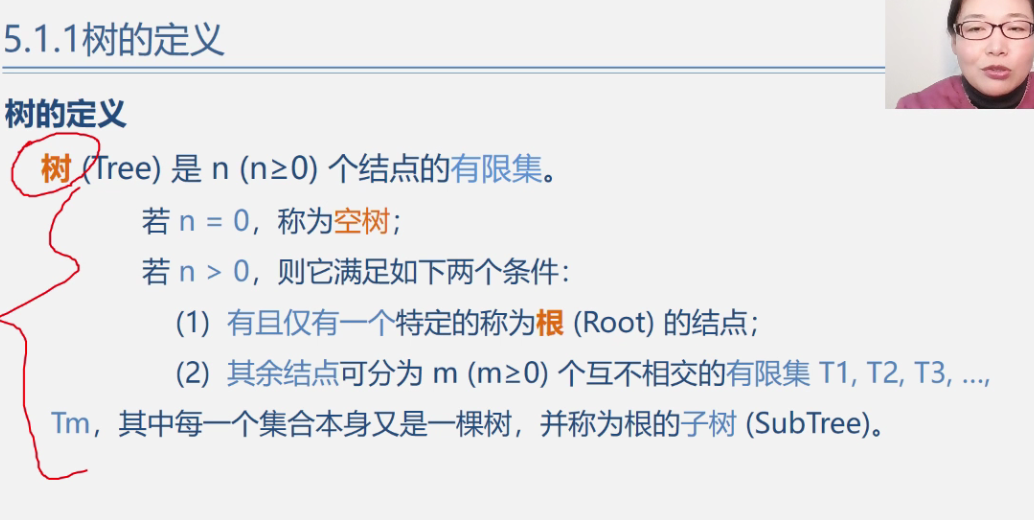 5.1.1树的定义
树的定义
树 (Tree) 是 n (n≥0) 个结点的有限集。
若 n = 0，称为空树；
若 n > 0，则它满足如下两个条件：
(1) 有且仅有一个特定的称为根 (Root) 的结点；
(2) 其余结点可分为 m (m≥0) 个互不相交的有限集 T1, T2, T3, …,
Tm，其中每一个集合本身又是一棵树，并称为根的子树 (SubTree)。